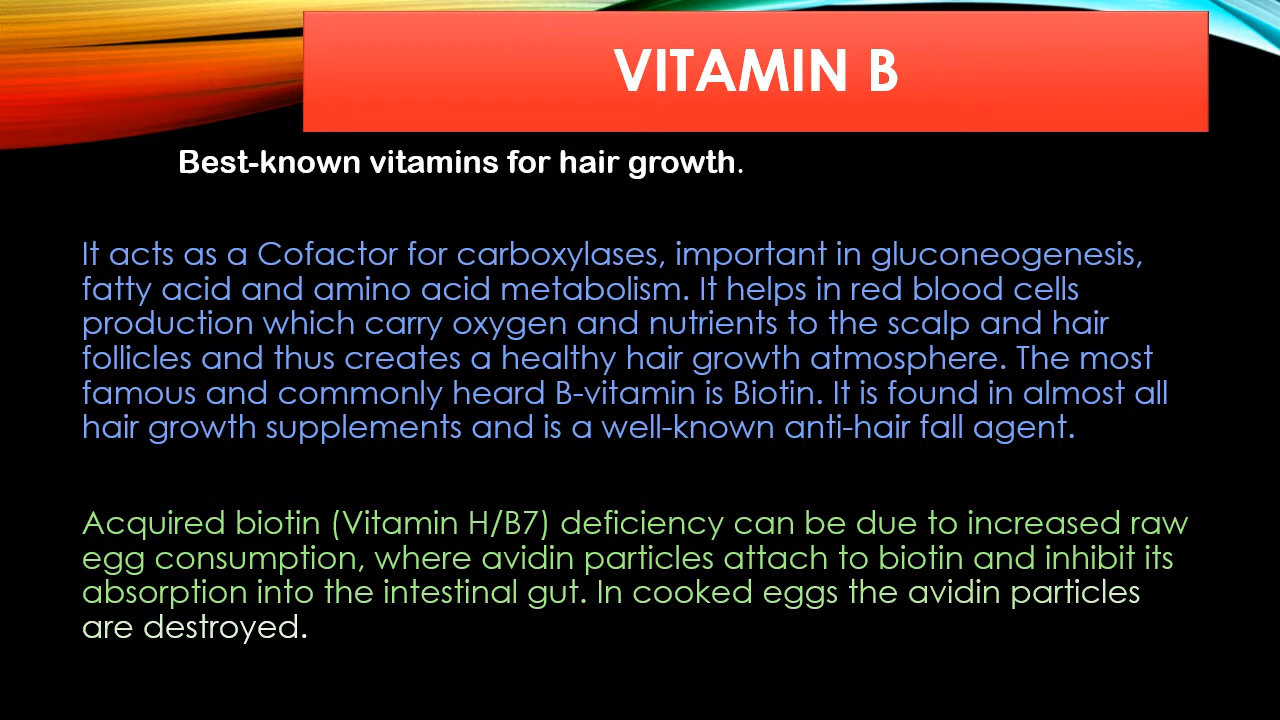 VITAMIN B
Best-known vitamins for hair growth.
It acts as a Cofactor for carboxylases, important in gluconeogenesis,
fatty acid and amino acid metabolism. It helps in red blood cells
production which carry oxygen and nutrients to the scalp and hair
follicles and thus creates a healthy hair growth atmosphere. The most
famous and commonly heard B-vitamin is Biotin. It is found in almost all
hair growth supplements and is a well-known anti-hair fall agent.
Acquired biotin (Vitamin H/B7) deficiency can be due to increased raw
egg consumption, where avidin particles attach to biotin and inhibit its
absorption into the intestinal gut. In cooked eggs the avidin particles
are destroyed.